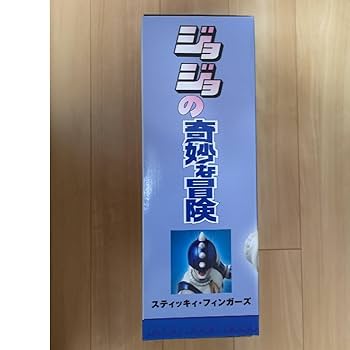 ジョジョの
奇妙な冒険
スティッキィ・フィンガーズ